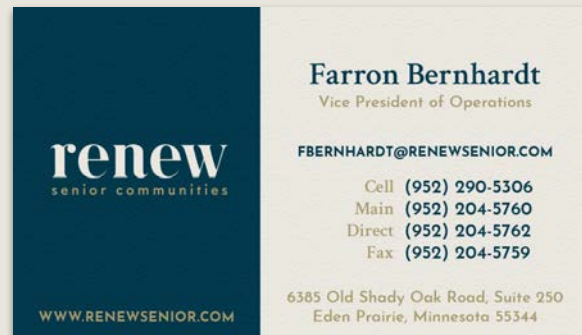 renew
senior communities
WWW.RENEWSENIOR.COM
Farron Bernhardt
Vice President of Operations
FBERNHARDT@RENEWSENIOR.COM
Cell (952) 290-5306
Main (952) 204-5760
Direct (952) 204-5762
Fax (952) 204-5759
6385 Old Shady Oak Road, Suite 250
Eden Prairie, Minnesota 55344